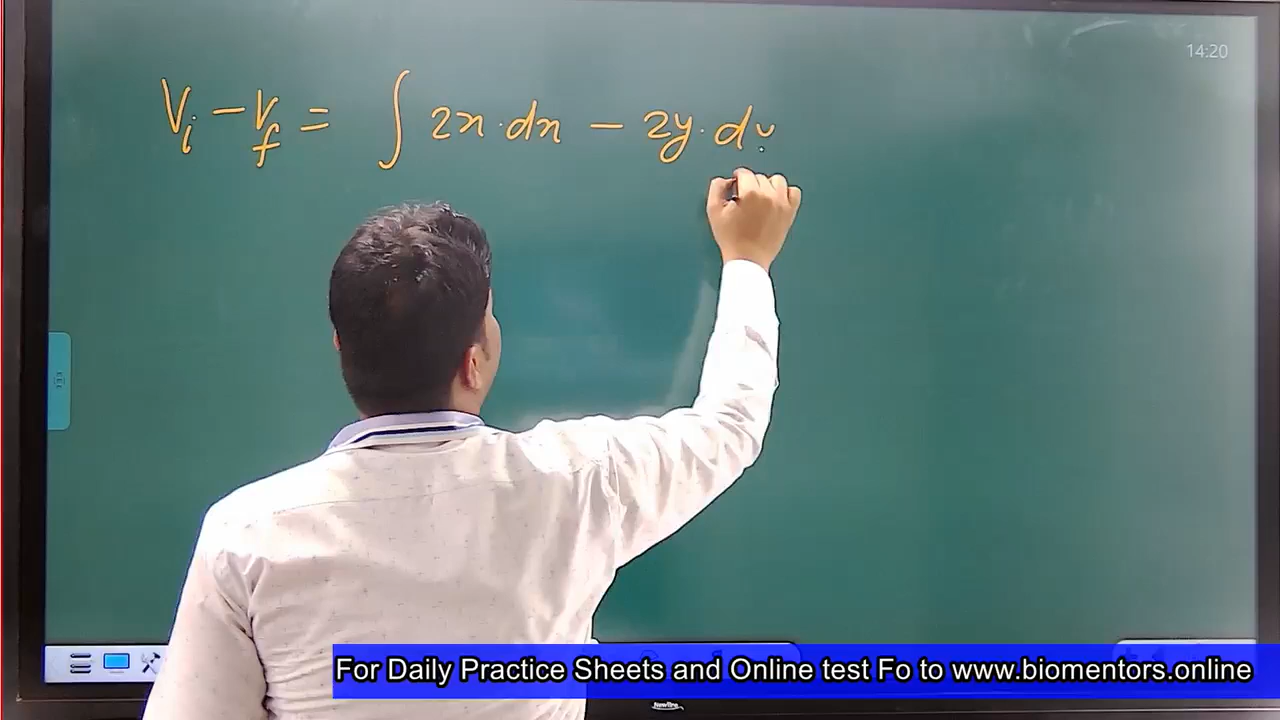 14:20
Vi - Vf = ∫ 2x·dx - 2y·dy
For Daily Practice Sheets and Online test Fo to www.biomentors.online